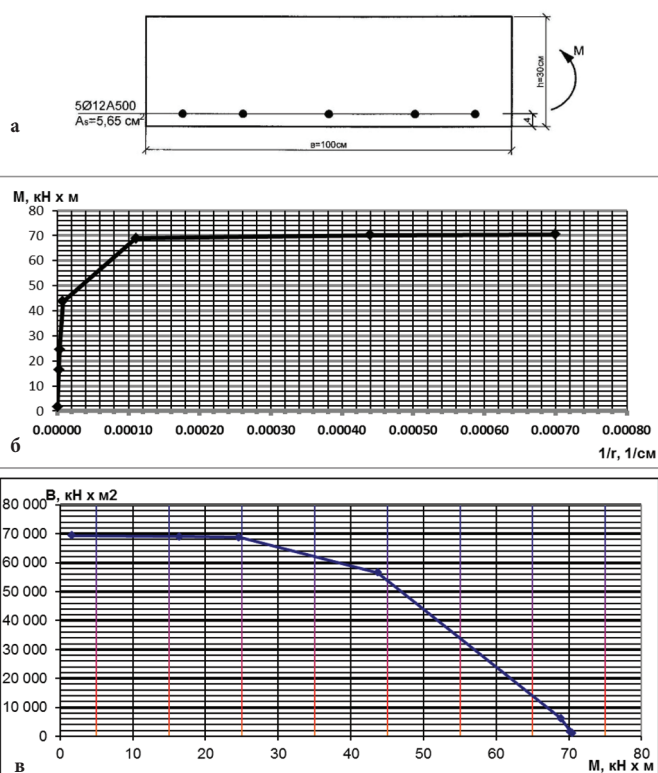 5Ø12A500
As=5,65 см²
4
в=100см
h=30см
М
а
М, кН х м
80
70
60
50
40
30
20
10
0
0.00000 0.00010 0.00020 0.00030 0.00040 0.00050 0.00060 0.00070 0.00080
1/r, 1/см
б
В, кН х м2
80 000
70 000
60 000
50 000
40 000
30 000
20 000
10 000
0
0 10 20 30 40 50 60 70 80
М, кН х м
в